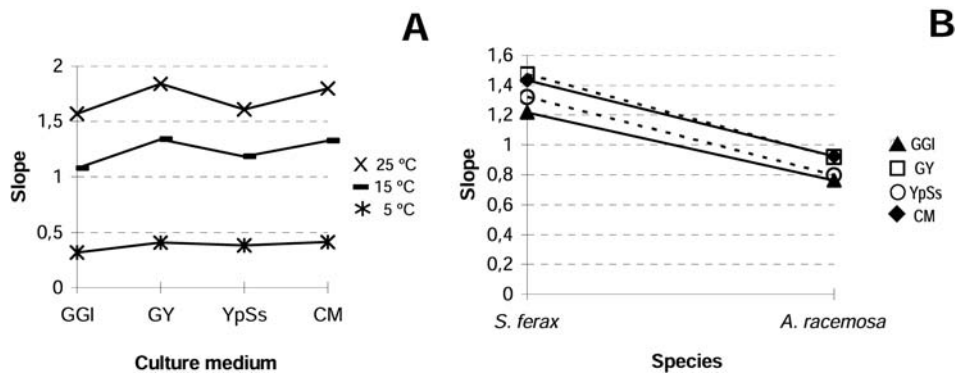 A
Slope
2
1,5
1
0,5
0
GGI GY YpSs CM
Culture medium
25 ºC
15 ºC
5 ºC
B
Slope
1,6
1,4
1,2
1
0,8
0,6
0,4
0,2
0
S. ferax A. racemosa
Species
GGI
GY
YpSs
CM